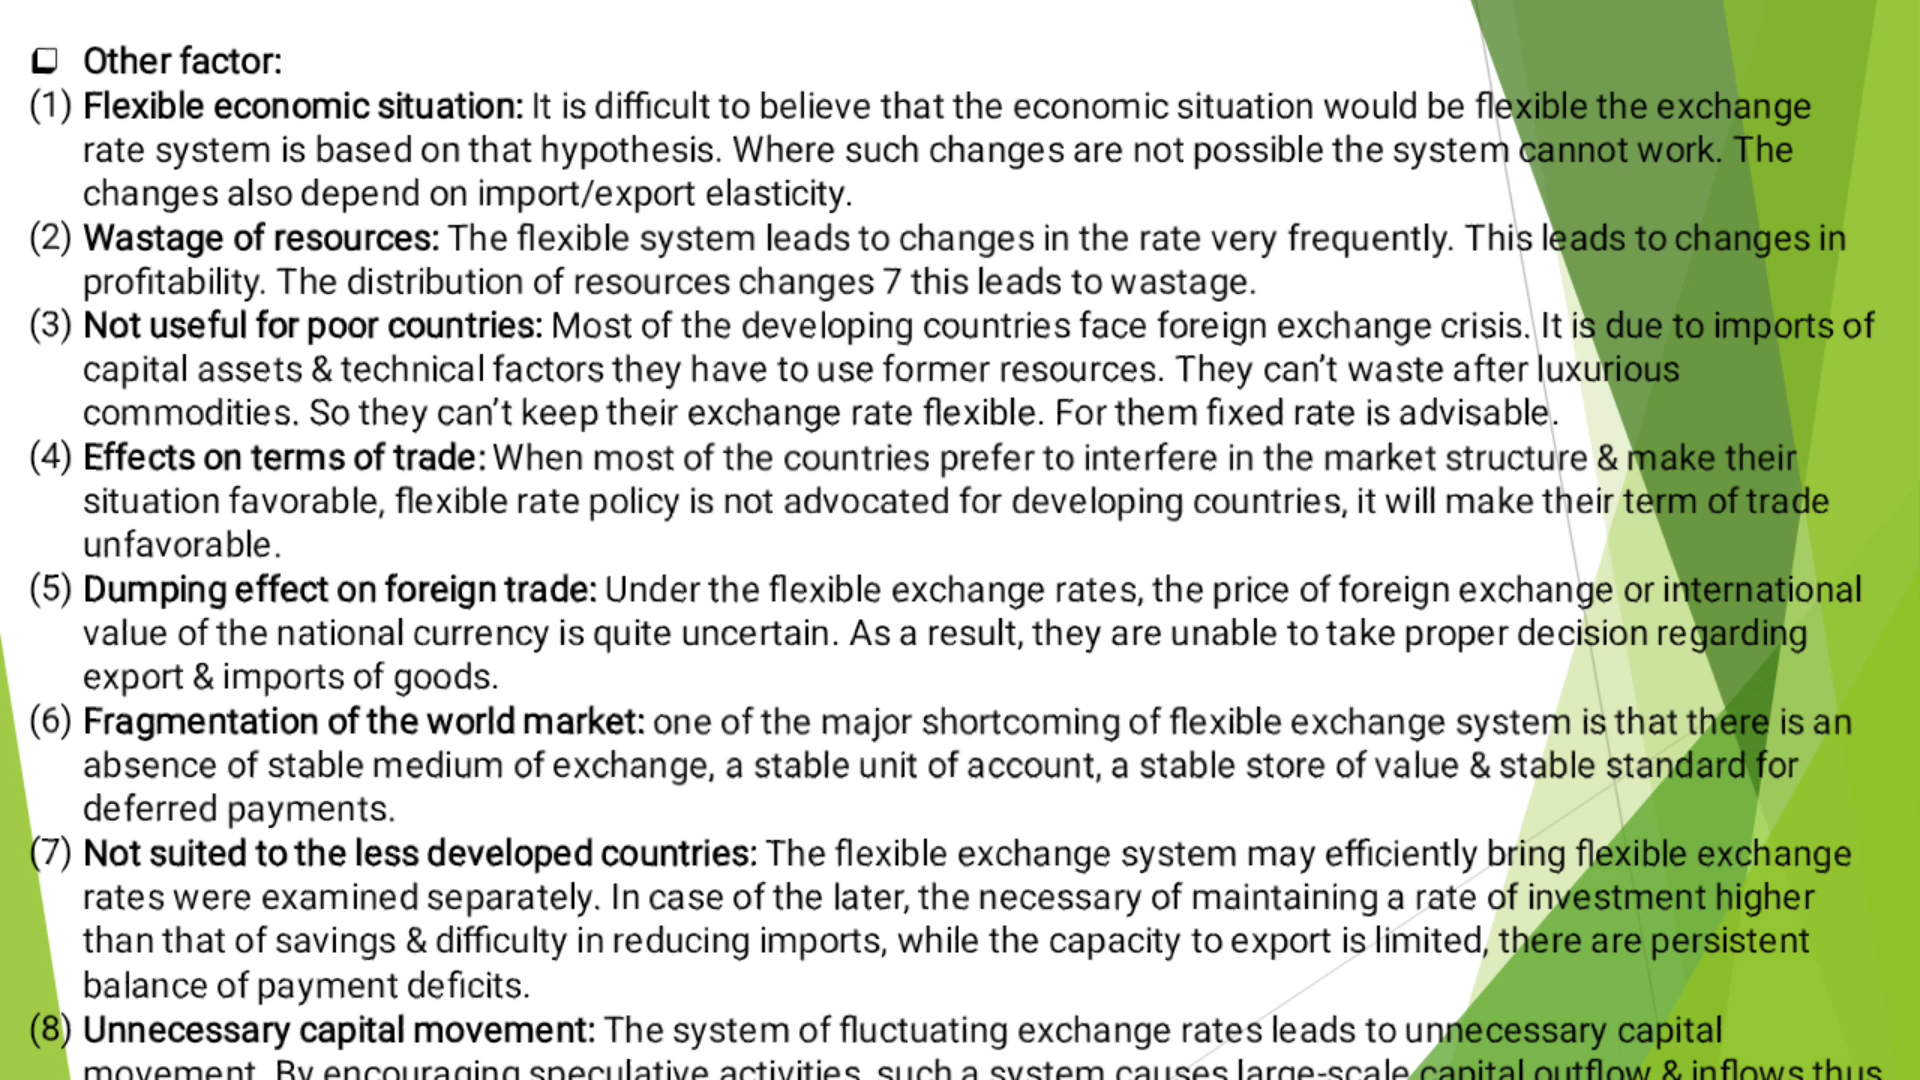 ❑ Other factor:
(1) Flexible economic situation: It is difficult to believe that the economic situation would be flexible the exchange
rate system is based on that hypothesis. Where such changes are not possible the system cannot work. The
changes also depend on import/export elasticity.
(2) Wastage of resources: The flexible system leads to changes in the rate very frequently. This leads to changes in
profitability. The distribution of resources changes 7 this leads to wastage.
(3) Not useful for poor countries: Most of the developing countries face foreign exchange crisis. It is due to imports of
capital assets & technical factors they have to use former resources. They can’t waste after luxurious
commodities. So they can’t keep their exchange rate flexible. For them fixed rate is advisable.
(4) Effects on terms of trade: When most of the countries prefer to interfere in the market structure & make their
situation favorable, flexible rate policy is not advocated for developing countries, it will make their term of trade
unfavorable.
(5) Dumping effect on foreign trade: Under the flexible exchange rates, the price of foreign exchange or international
value of the national currency is quite uncertain. As a result, they are unable to take proper decision regarding
export & imports of goods.
(6) Fragmentation of the world market: one of the major shortcoming of flexible exchange system is that there is an
absence of stable medium of exchange, a stable unit of account, a stable store of value & stable standard for
deferred payments.
(7) Not suited to the less developed countries: The flexible exchange system may efficiently bring flexible exchange
rates were examined separately. In case of the later, the necessary of maintaining a rate of investment higher
than that of savings & difficulty in reducing imports, while the capacity to export is limited, there are persistent
balance of payment deficits.
(8) Unnecessary capital movement: The system of fluctuating exchange rates leads to unnecessary capital
movement. By encouraging speculative activities, such a system causes large-scale capital outflow & inflows thus